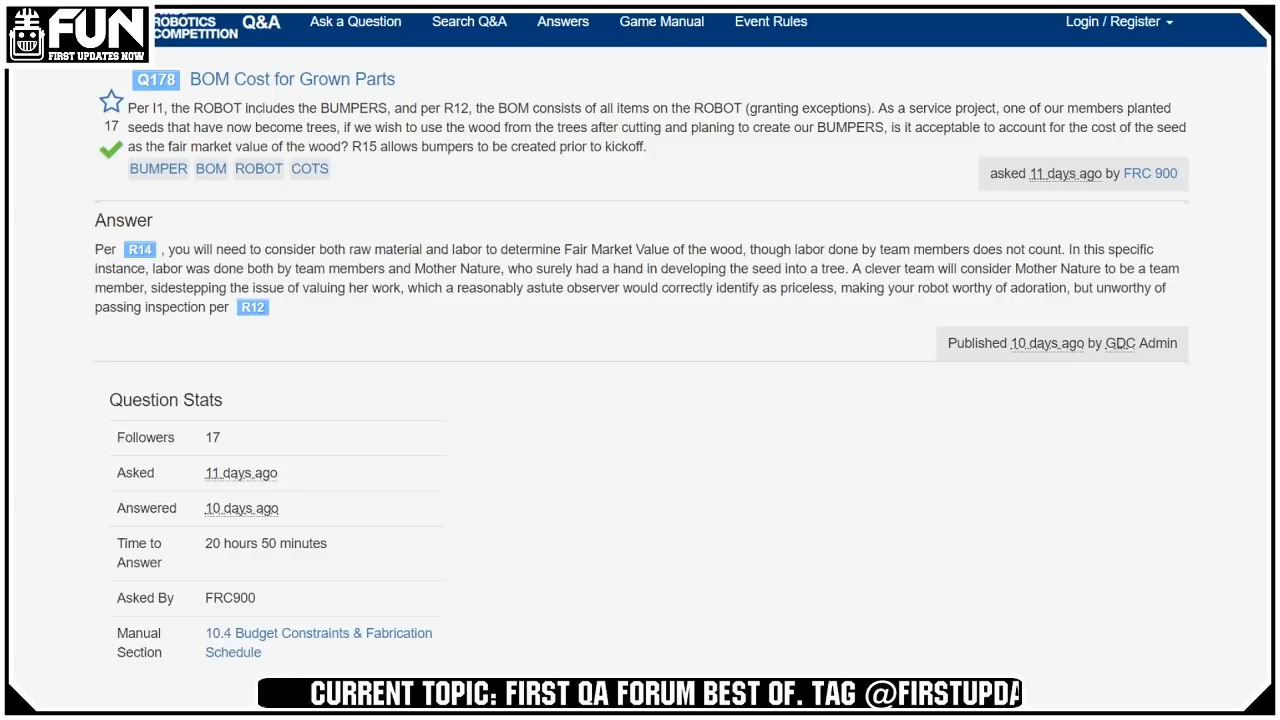 FUN
FIRST UPDATES NOW
ROBOTICS
COMPETITION
Q&A
Ask a Question
Search Q&A
Answers
Game Manual
Event Rules
Login / Register
Q178 BOM Cost for Grown Parts
Per I1, the ROBOT includes the BUMPERS, and per R12, the BOM consists of all items on the ROBOT (granting exceptions). As a service project, one of our members planted
17
seeds that have now become trees, if we wish to use the wood from the trees after cutting and planing to create our BUMPERS, is it acceptable to account for the cost of the seed
as the fair market value of the wood? R15 allows bumpers to be created prior to kickoff.
BUMPER BOM ROBOT COTS
asked 11 days ago by FRC 900
Answer
Per R14 , you will need to consider both raw material and labor to determine Fair Market Value of the wood, though labor done by team members does not count. In this specific
instance, labor was done both by team members and Mother Nature, who surely had a hand in developing the seed into a tree. A clever team will consider Mother Nature to be a team
member, sidestepping the issue of valuing her work, which a reasonably astute observer would correctly identify as priceless, making your robot worthy of adoration, but unworthy of
passing inspection per R12
Published 10 days ago by GDC Admin
Question Stats
Followers 17
Asked 11 days ago
Answered 10 days ago
Time to
Answer
20 hours 50 minutes
Asked By FRC900
Manual
Section
10.4 Budget Constraints & Fabrication
Schedule
CURRENT TOPIC: FIRST QA FORUM BEST OF. TAG @FIRSTUPDA